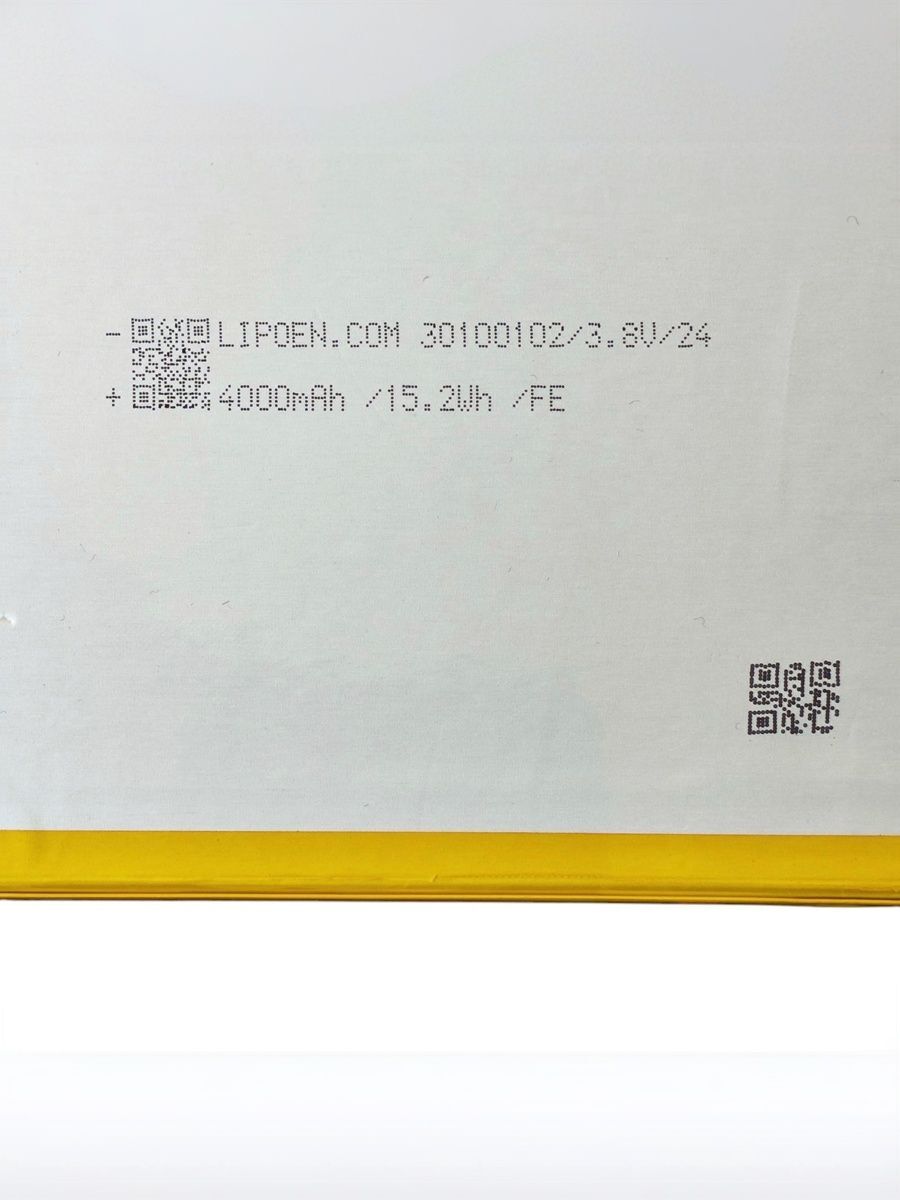 - LIPOEN.COM 30100102/3.8V/24
+ 4000mAh /15.2Wh /FE